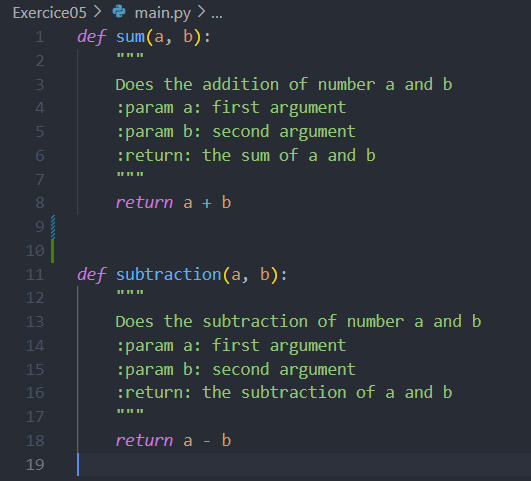 Exercice05 > main.py > ...
1 def sum(a, b):
2 """
3 Does the addition of number a and b
4 :param a: first argument
5 :param b: second argument
6 :return: the sum of a and b
7 """
8 return a + b
9
10
11 def subtraction(a, b):
12 """
13 Does the subtraction of number a and b
14 :param a: first argument
15 :param b: second argument
16 :return: the subtraction of a and b
17 """
18 return a - b
19